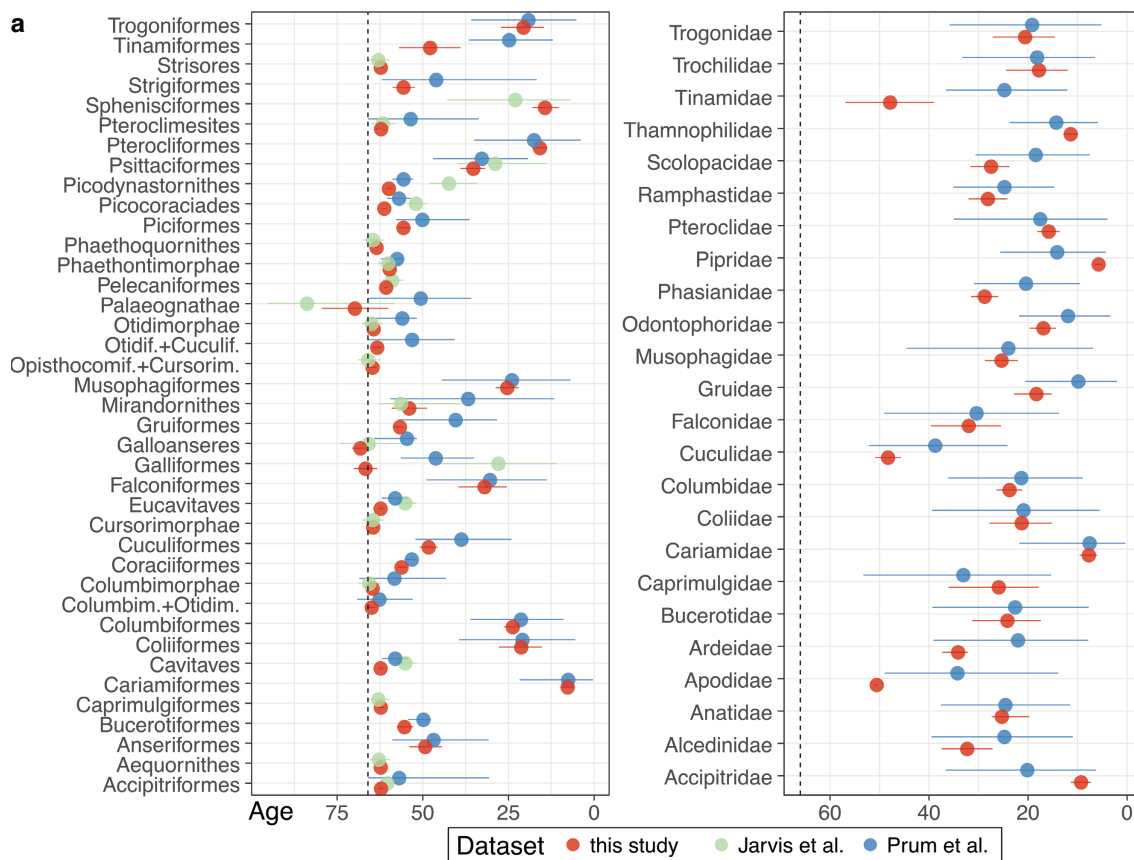 a
Trogoniformes
Tinamiformes
Strisores
Strigiformes
Sphenisciformes
Pteroclimesites
Pterocliformes
Psittaciformes
Picodynastornithes
Picocoraciades
Piciformes
Phaethoquornithes
Phaethontimorphae
Pelecaniformes
Palaeognathae
Otidimorphae
Otidif.+Cuculif.
Opisthocomif.+Cursorim.
Musophagiformes
Mirandornithes
Gruiformes
Galloanseres
Galliformes
Falconiformes
Eucavitaves
Cursorimorphae
Cuculiformes
Coraciiformes
Columbimorphae
Columbim.+Otidim.
Columbiformes
Coliiformes
Cavitaves
Cariamiformes
Caprimulgiformes
Bucerotiformes
Anseriformes
Aequornithes
Accipitriformes
Age 75 50 25 0
Trogonidae
Trochilidae
Tinamidae
Thamnophilidae
Scolopacidae
Ramphastidae
Pteroclidae
Pipridae
Phasianidae
Odontophoridae
Musophagidae
Gruidae
Falconidae
Cuculidae
Columbidae
Coliidae
Cariamidae
Caprimulgidae
Bucerotidae
Ardeidae
Apodidae
Anatidae
Alcedinidae
Accipitridae
60 40 20 0
Dataset this study Jarvis et al. Prum et al.